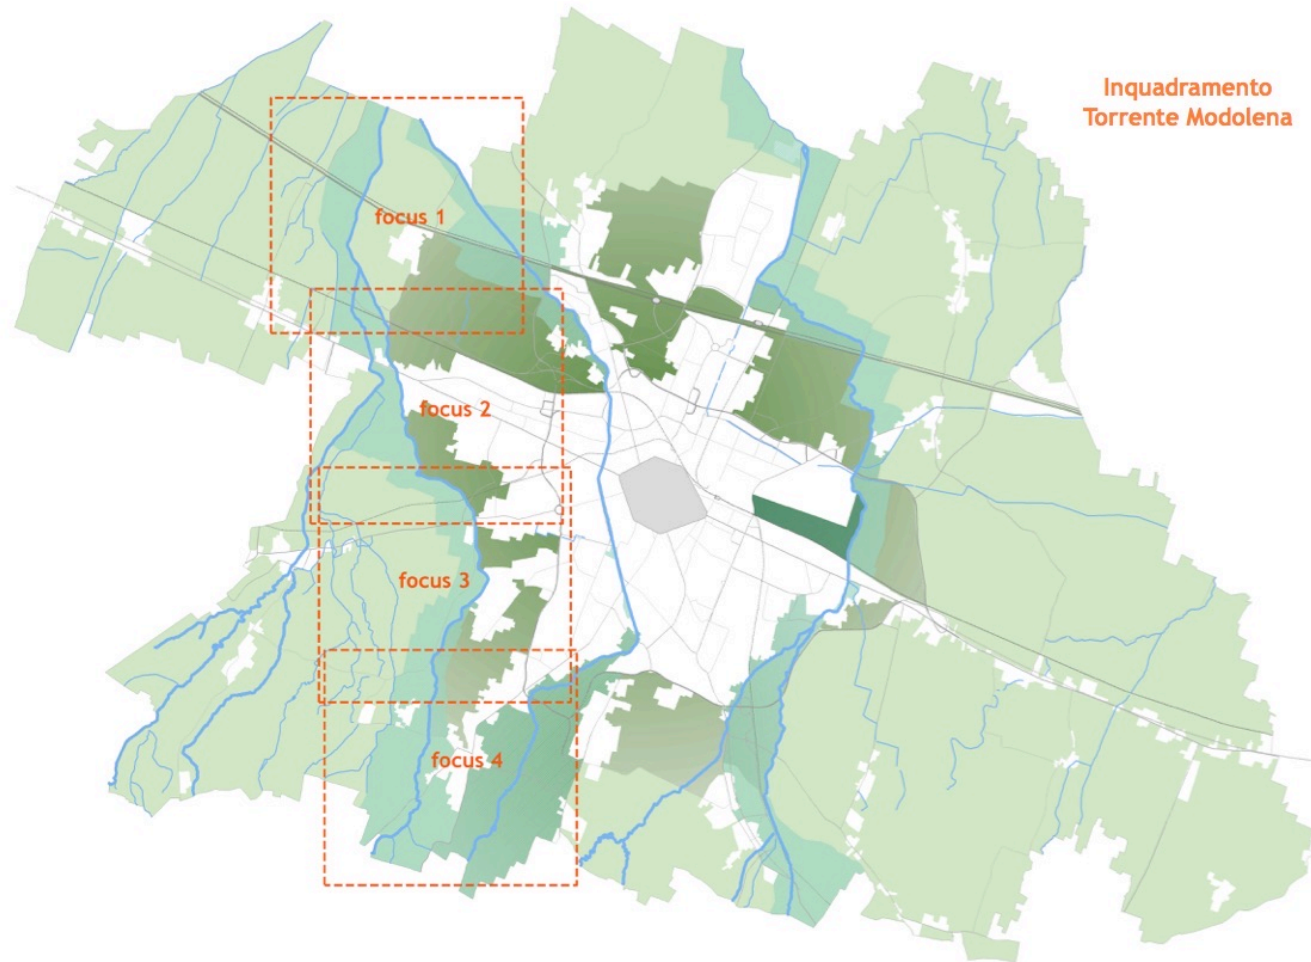 Inquadramento
Torrente Modolena
focus 1
focus 2
focus 3
focus 4